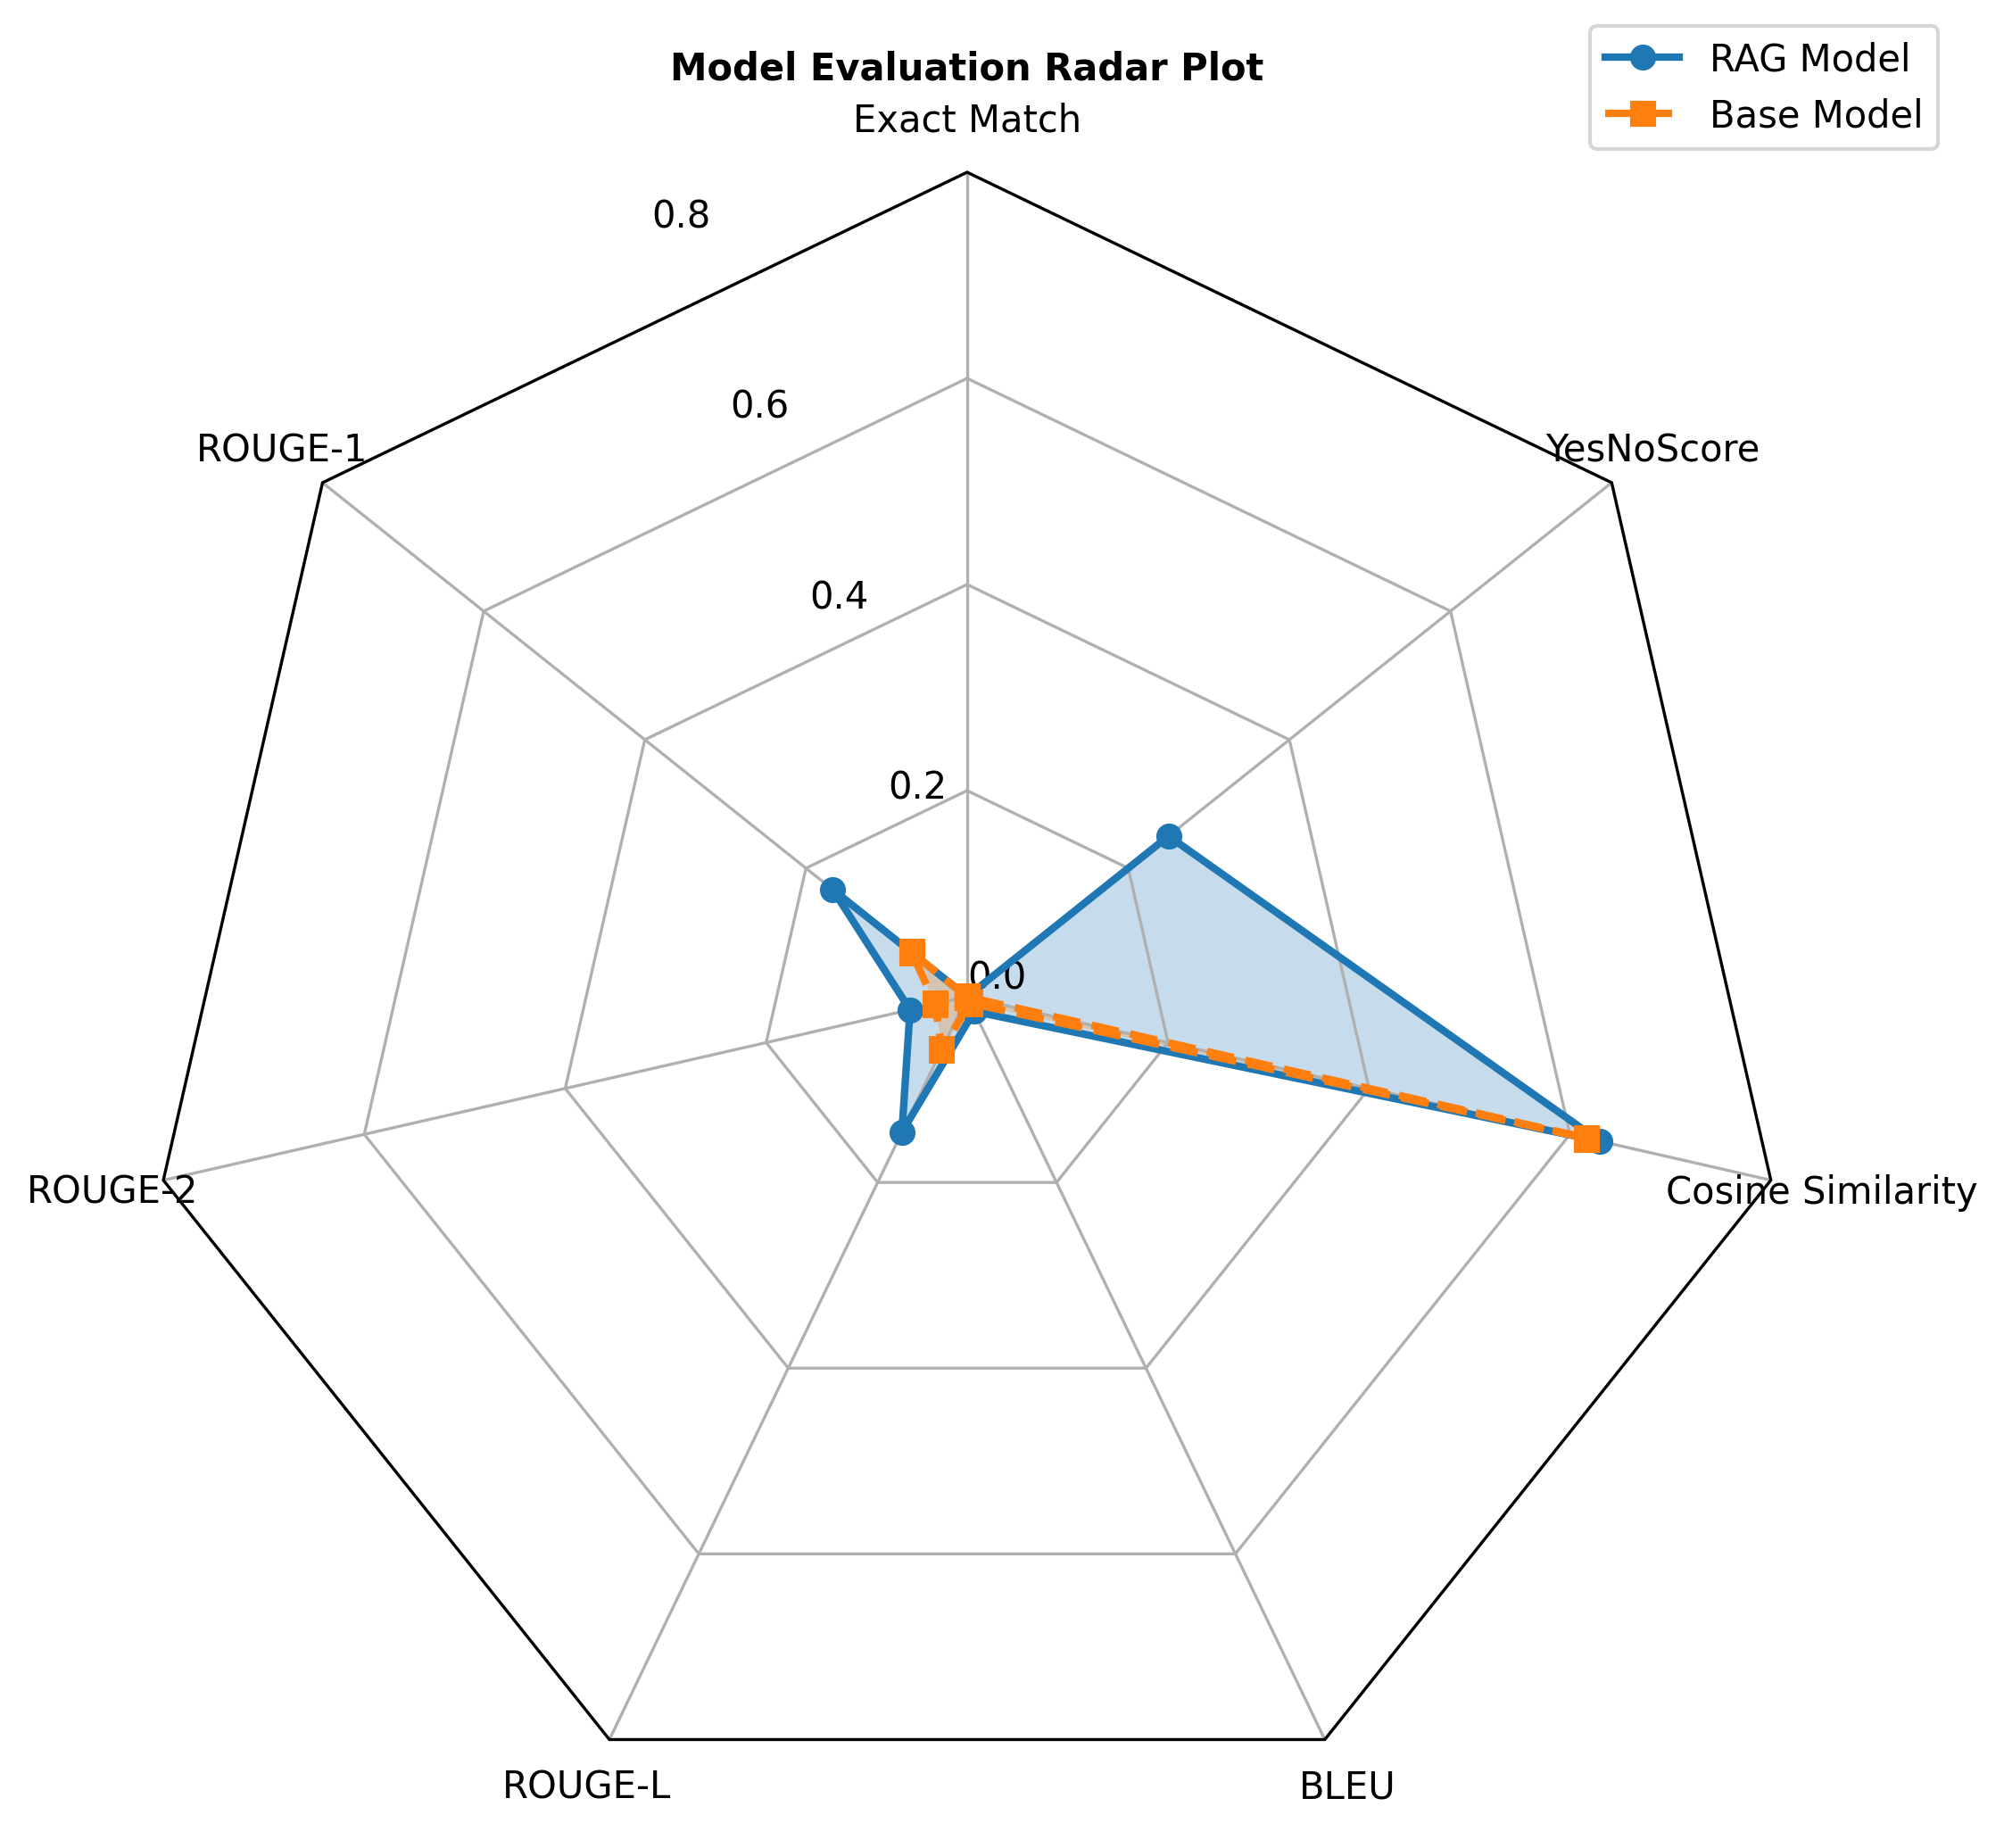 Model Evaluation Radar Plot
RAG Model
Base Model
Exact Match
0.8
0.6
0.4
0.2
0.0
ROUGE-1
YesNoScore
ROUGE-2
Cosine Similarity
ROUGE-L
BLEU